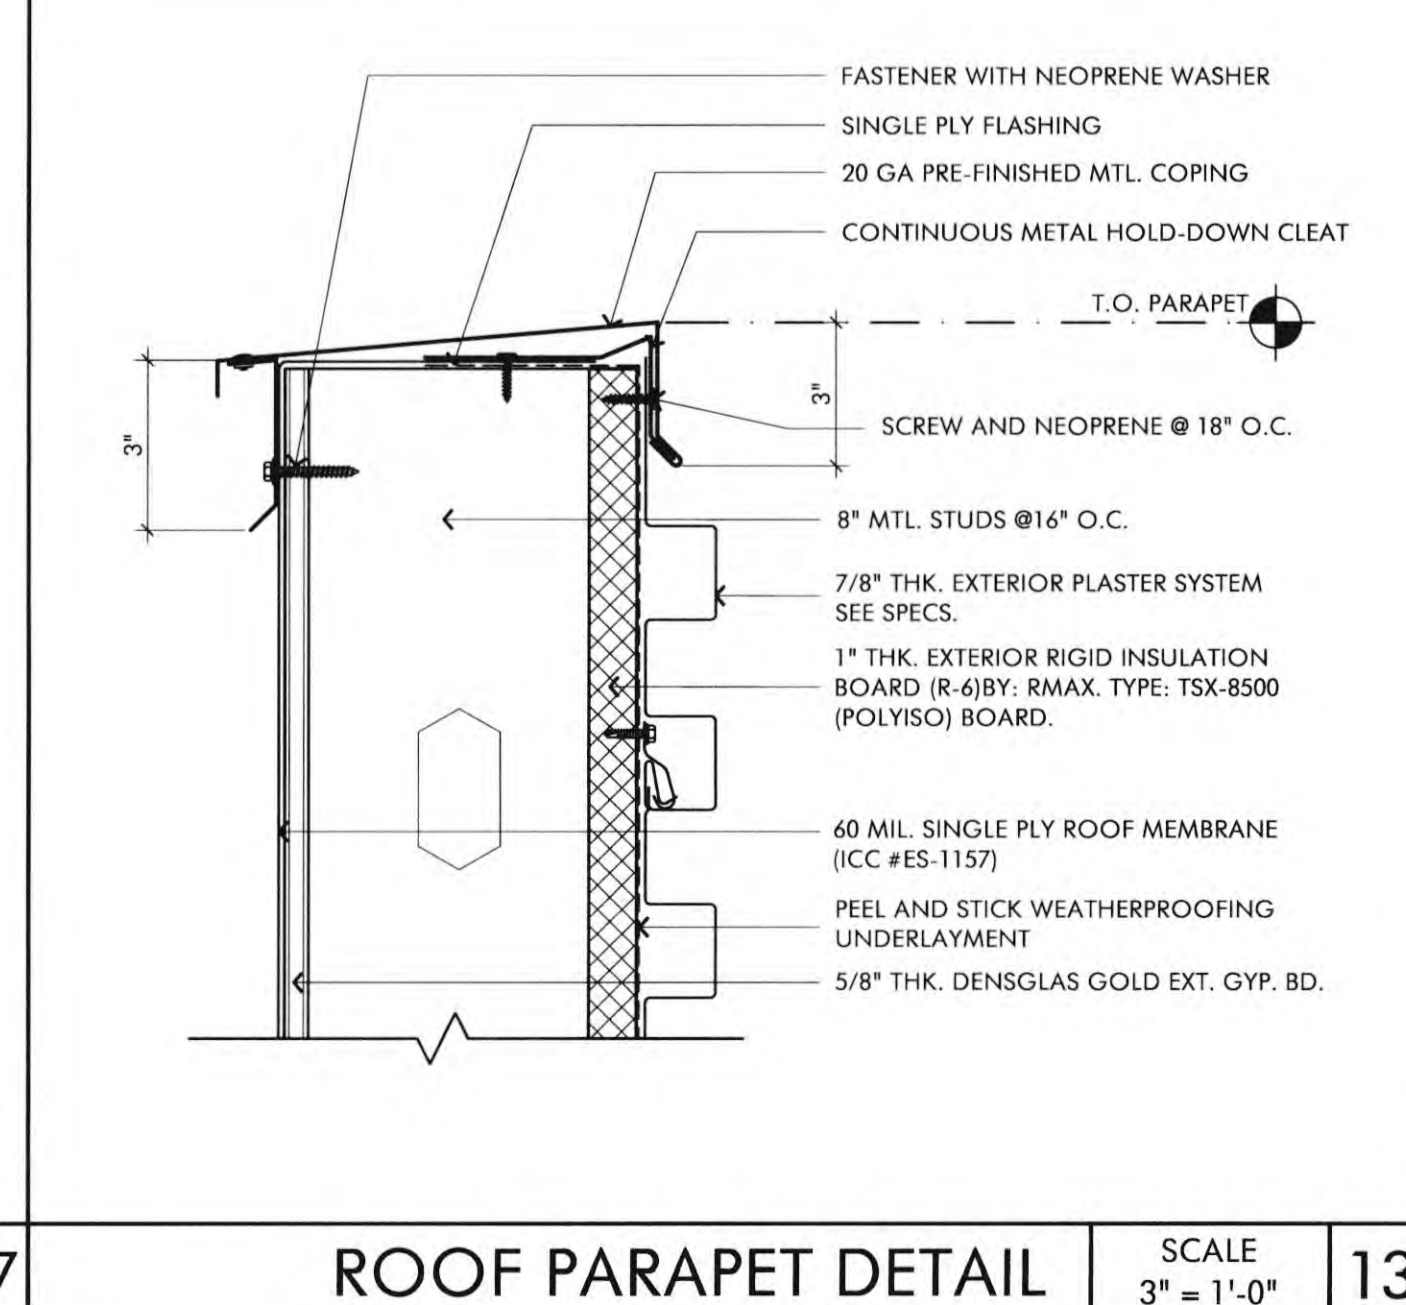 FASTENER WITH NEOPRENE WASHER
SINGLE PLY FLASHING
20 GA PRE-FINISHED MTL. COPING
CONTINUOUS METAL HOLD-DOWN CLEAT
T.O. PARAPET
3"
3"
SCREW AND NEOPRENE @ 18" O.C.
8" MTL. STUDS @16" O.C.
7/8" THK. EXTERIOR PLASTER SYSTEM
SEE SPECS.
1" THK. EXTERIOR RIGID INSULATION
BOARD (R-6)BY: RMAX. TYPE: TSX-8500
(POLYISO) BOARD.
60 MIL. SINGLE PLY ROOF MEMBRANE
(ICC #ES-1157)
PEEL AND STICK WEATHERPROOFING
UNDERLAYMENT
5/8" THK. DENSGLAS GOLD EXT. GYP. BD.
7
ROOF PARAPET DETAIL
SCALE
3" = 1'-0"
13